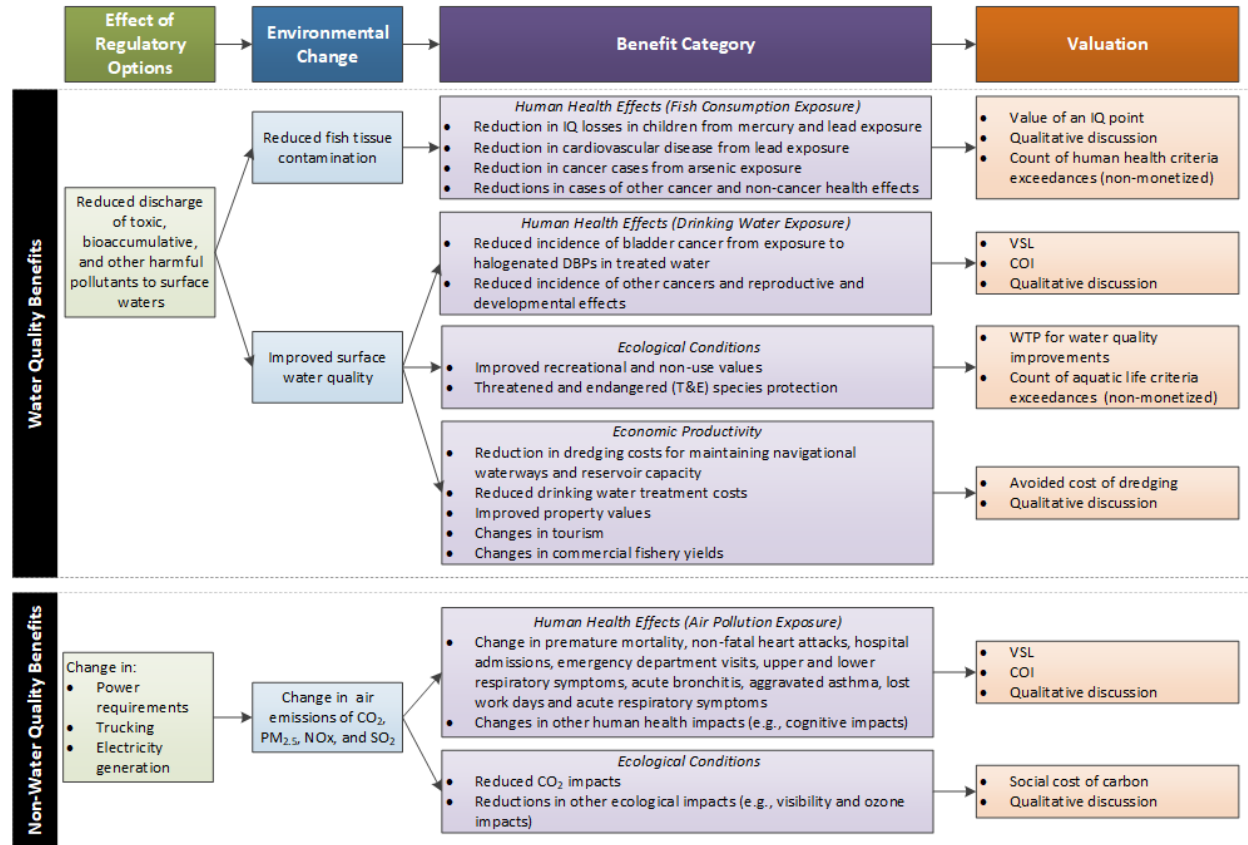 Effect of
Regulatory
Options
Environmental
Change
Benefit Category
Valuation
Water Quality Benefits
Reduced discharge
of toxic,
bioaccumulative,
and other harmful
pollutants to surface
waters
Reduced fish tissue
contamination
Human Health Effects (Fish Consumption Exposure)
• Reduction in IQ losses in children from mercury and lead exposure
• Reduction in cardiovascular disease from lead exposure
• Reduction in cancer cases from arsenic exposure
• Reductions in cases of other cancer and non-cancer health effects
• Value of an IQ point
• Qualitative discussion
• Count of human health criteria
exceedances (non-monetized)
Improved surface
water quality
Human Health Effects (Drinking Water Exposure)
• Reduced incidence of bladder cancer from exposure to
halogenated DBPs in treated water
• Reduced incidence of other cancers and reproductive and
developmental effects
• VSL
• COI
• Qualitative discussion
Ecological Conditions
• Improved recreational and non-use values
• Threatened and endangered (T&E) species protection
• WTP for water quality
improvements
• Count of aquatic life criteria
exceedances (non-monetized)
Economic Productivity
• Reduction in dredging costs for maintaining navigational
waterways and reservoir capacity
• Reduced drinking water treatment costs
• Improved property values
• Changes in tourism
• Changes in commercial fishery yields
• Avoided cost of dredging
• Qualitative discussion
Non-Water Quality Benefits
Change in:
• Power
requirements
• Trucking
• Electricity
generation
Change in air
emissions of CO₂,
PM₂.₅, NOx, and SO₂
Human Health Effects (Air Pollution Exposure)
• Change in premature mortality, non-fatal heart attacks, hospital
admissions, emergency department visits, upper and lower
respiratory symptoms, acute bronchitis, aggravated asthma, lost
work days and acute respiratory symptoms
• Changes in other human health impacts (e.g., cognitive impacts)
• VSL
• COI
• Qualitative discussion
Ecological Conditions
• Reduced CO₂ impacts
• Reductions in other ecological impacts (e.g., visibility and ozone
impacts)
• Social cost of carbon
• Qualitative discussion